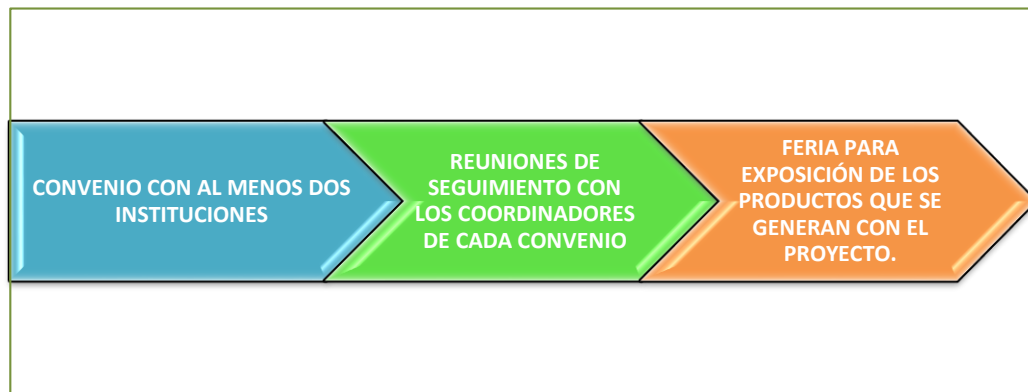 CONVENIO CON AL MENOS DOS
INSTITUCIONES
REUNIONES DE
SEGUIMIENTO CON
LOS COORDINADORES
DE CADA CONVENIO
FERIA PARA
EXPOSICIÓN DE LOS
PRODUCTOS QUE SE
GENERAN CON EL
PROYECTO.